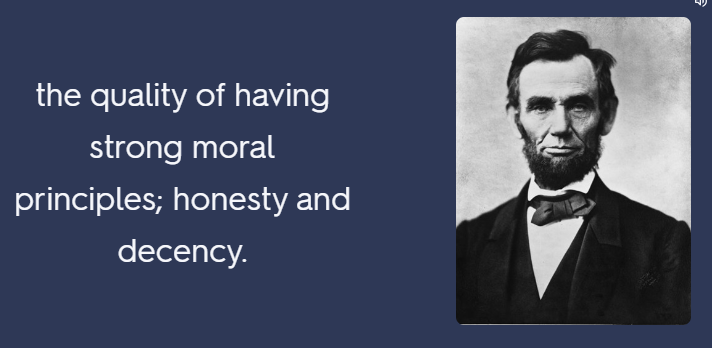 the quality of having
strong moral
principles; honesty and
decency.